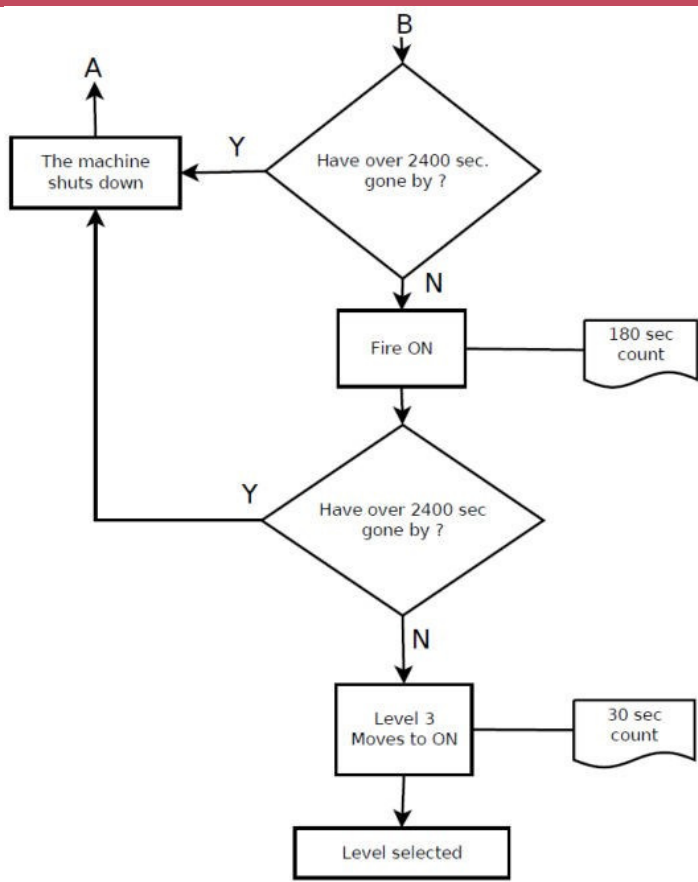 B
A
Y
Have over 2400 sec.
gone by ?
The machine
shuts down
N
Fire ON
180 sec
count
Y
Have over 2400 sec
gone by ?
N
Level 3
Moves to ON
30 sec
count
Level selected